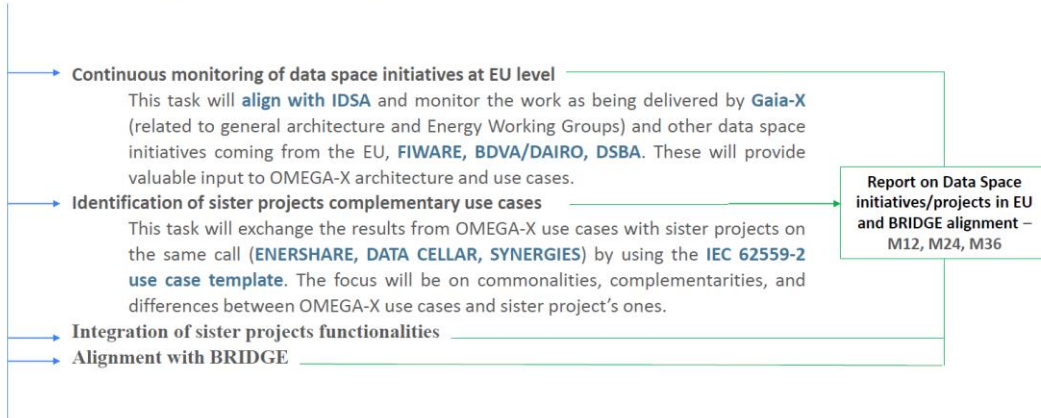 Continuous monitoring of data space initiatives at EU level
This task will align with IDSA and monitor the work as being delivered by Gaia-X
(related to general architecture and Energy Working Groups) and other data space
initiatives coming from the EU, FIWARE, BDVA/DAIRO, DSBA. These will provide
valuable input to OMEGA-X architecture and use cases.
Identification of sister projects complementary use cases
This task will exchange the results from OMEGA-X use cases with sister projects on
the same call (ENERSHARE, DATA CELLAR, SYNERGIES) by using the IEC 62559-2
use case template. The focus will be on commonalities, complementarities, and
differences between OMEGA-X use cases and sister project’s ones.
Integration of sister projects functionalities
Alignment with BRIDGE
Report on Data Space
initiatives/projects in EU
and BRIDGE alignment –
M12, M24, M36